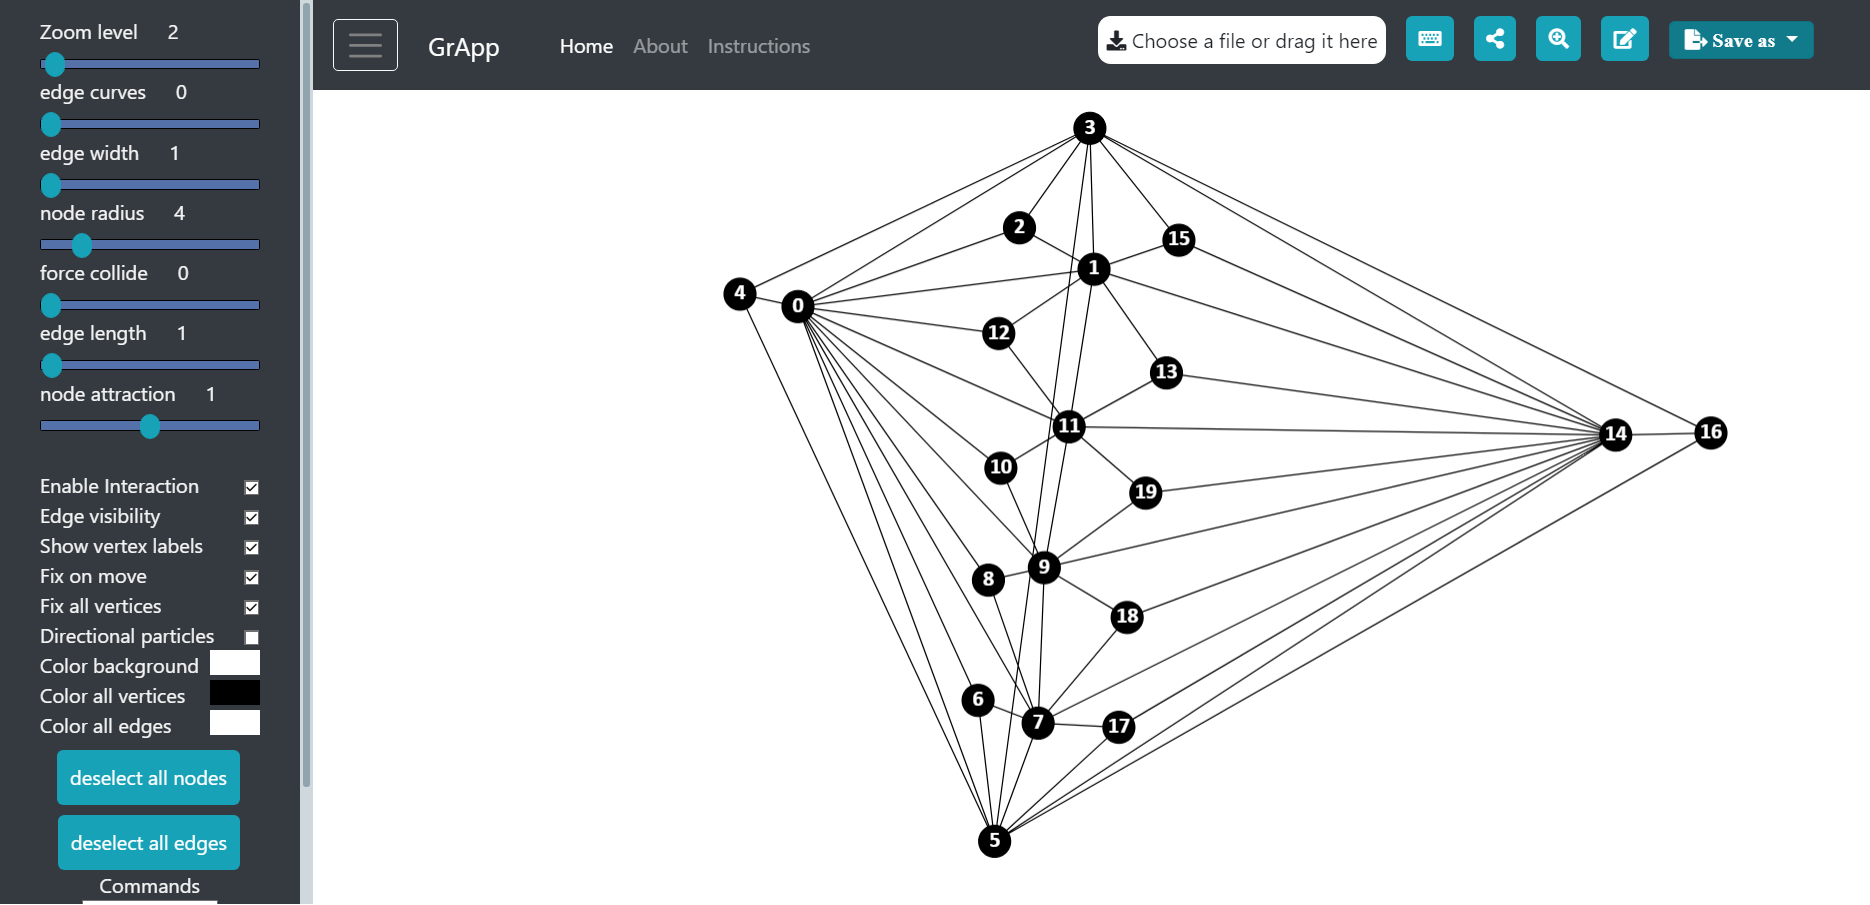 Zoom level 2
edge curves 0
edge width 1
node radius 4
force collide 0
edge length 1
node attraction 1
Enable Interaction
Edge visibility
Show vertex labels
Fix on move
Fix all vertices
Directional particles
Color background
Color all vertices
Color all edges
deselect all nodes
deselect all edges
Commands
GrApp Home About Instructions Choose a file or drag it here Save as
3
2
15
1
4
0
12
13
11
14
16
10
19
9
8
18
6
7
17
5